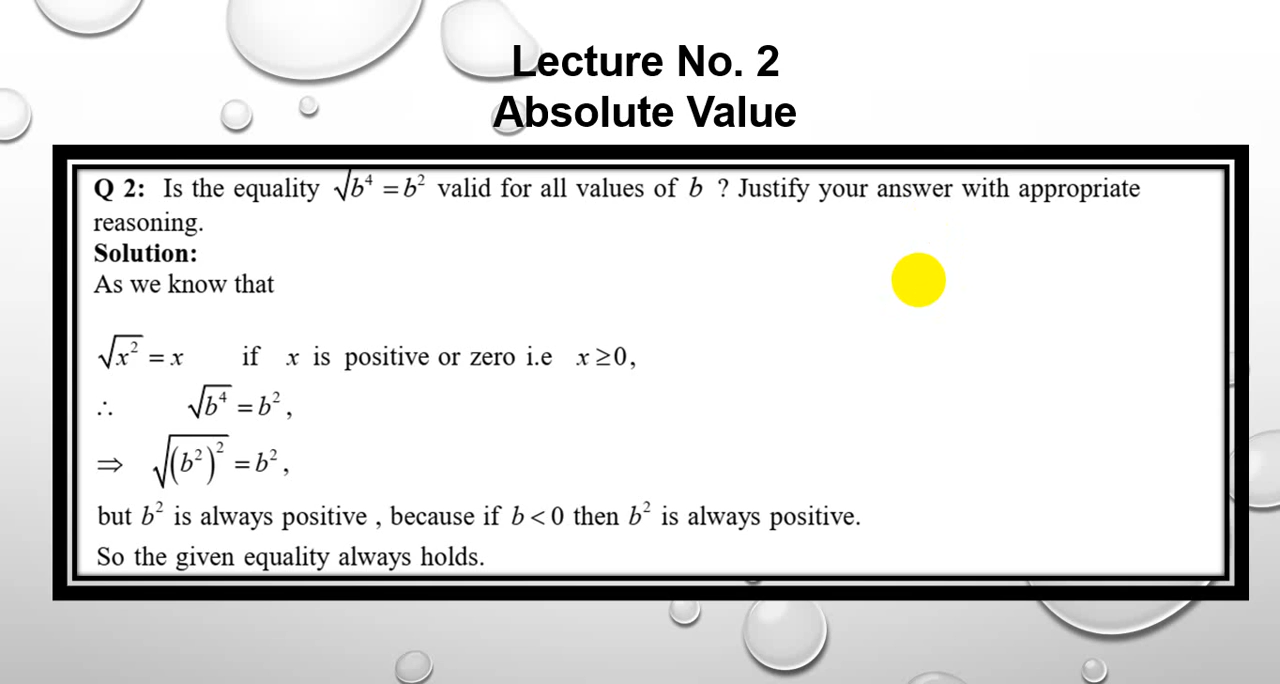 Lecture No. 2
Absolute Value
Q 2: Is the equality √b⁴ = b² valid for all values of b ? Justify your answer with appropriate
reasoning.
Solution:
As we know that
√x² = x if x is positive or zero i.e x ≥ 0,
∴ √b⁴ = b²,
⇒ √(b²)² = b²,
but b² is always positive , because if b < 0 then b² is always positive.
So the given equality always holds.